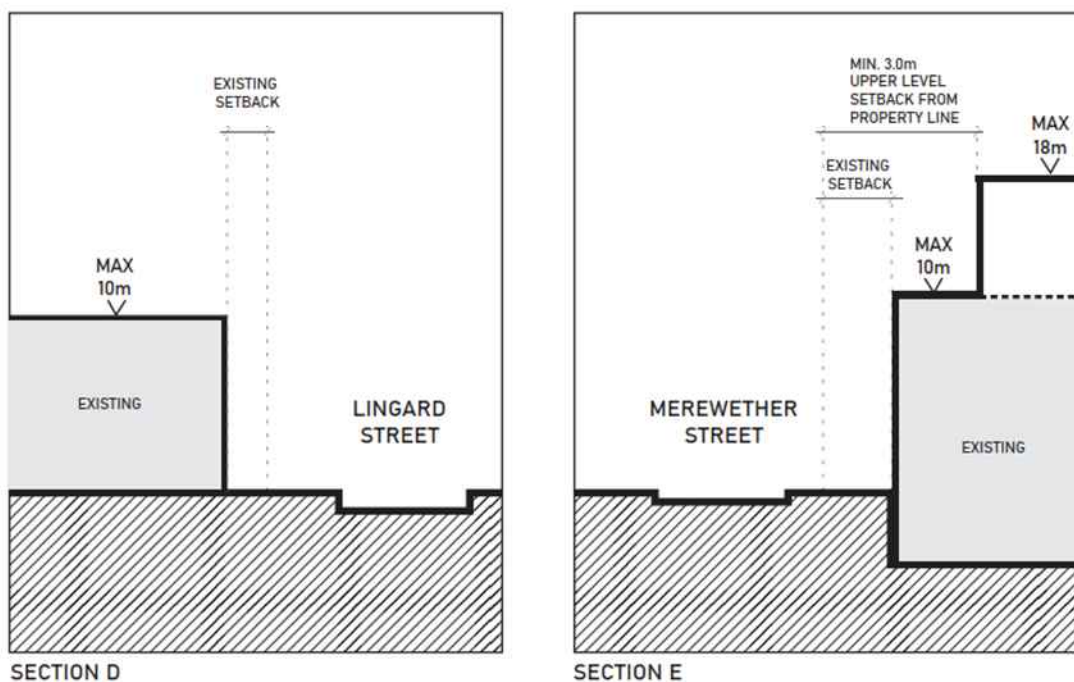 EXISTING
SETBACK
MAX
10m
EXISTING
LINGARD
STREET
SECTION D
MIN. 3.0m
UPPER LEVEL
SETBACK FROM
PROPERTY LINE
MAX
18m
EXISTING
SETBACK
MAX
10m
MEREWETHER
STREET
EXISTING
SECTION E